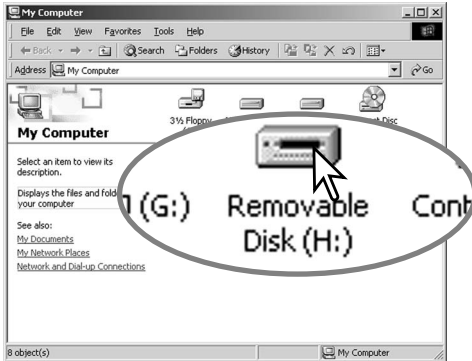 My Computer
File Edit View Favorites Tools Help
Back Search Folders History
Address My Computer Go
3½ Floppy Disc
My Computer
Select an item to view its
description.
Displays the files and
your computer
(G:) Removable
Disk (H:)
See also:
My Documents
My Network Places
Network and Dial-up Connections
8 object(s) My Computer